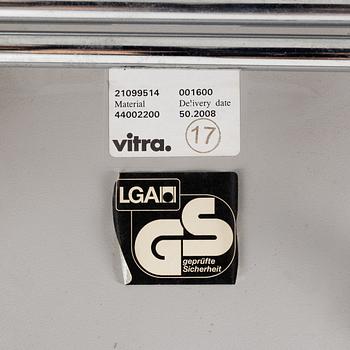 21099514 001600
Material Delivery date
44002200 50.2008
vitra. 17
LGA
GS
geprüfte
Sicherheit